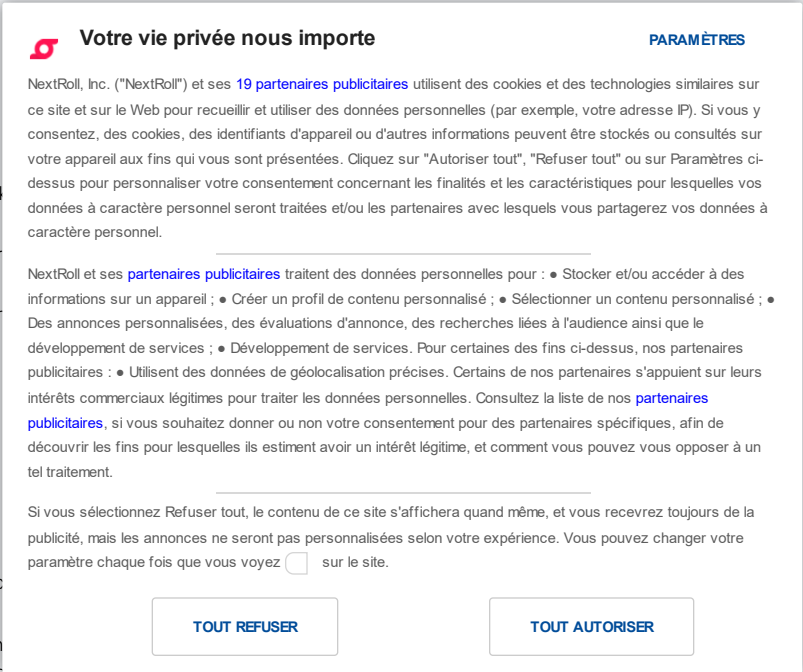 Votre vie privée nous importe
PARAMÈTRES
NextRoll, Inc. ("NextRoll") et ses 19 partenaires publicitaires utilisent des cookies et des technologies similaires sur
ce site et sur le Web pour recueillir et utiliser des données personnelles (par exemple, votre adresse IP). Si vous y
consentez, des cookies, des identifiants d'appareil ou d'autres informations peuvent être stockés ou consultés sur
votre appareil aux fins qui vous sont présentées. Cliquez sur "Autoriser tout", "Refuser tout" ou sur Paramètres ci-
dessus pour personnaliser votre consentement concernant les finalités et les caractéristiques pour lesquelles vos
données à caractère personnel seront traitées et/ou les partenaires avec lesquels vous partagerez vos données à
caractère personnel.
NextRoll et ses partenaires publicitaires traitent des données personnelles pour : ● Stocker et/ou accéder à des
informations sur un appareil ; ● Créer un profil de contenu personnalisé ; ● Sélectionner un contenu personnalisé ; ●
Des annonces personnalisées, des évaluations d'annonce, des recherches liées à l'audience ainsi que le
développement de services ; ● Développement de services. Pour certaines des fins ci-dessus, nos partenaires
publicitaires : ● Utilisent des données de géolocalisation précises. Certains de nos partenaires s'appuient sur leurs
intérêts commerciaux légitimes pour traiter les données personnelles. Consultez la liste de nos partenaires
publicitaires, si vous souhaitez donner ou non votre consentement pour des partenaires spécifiques, afin de
découvrir les fins pour lesquelles ils estiment avoir un intérêt légitime, et comment vous pouvez vous opposer à un
tel traitement.
Si vous sélectionnez Refuser tout, le contenu de ce site s'affichera quand même, et vous recevrez toujours de la
publicité, mais les annonces ne seront pas personnalisées selon votre expérience. Vous pouvez changer votre
paramètre chaque fois que vous voyez sur le site.
TOUT REFUSER
TOUT AUTORISER